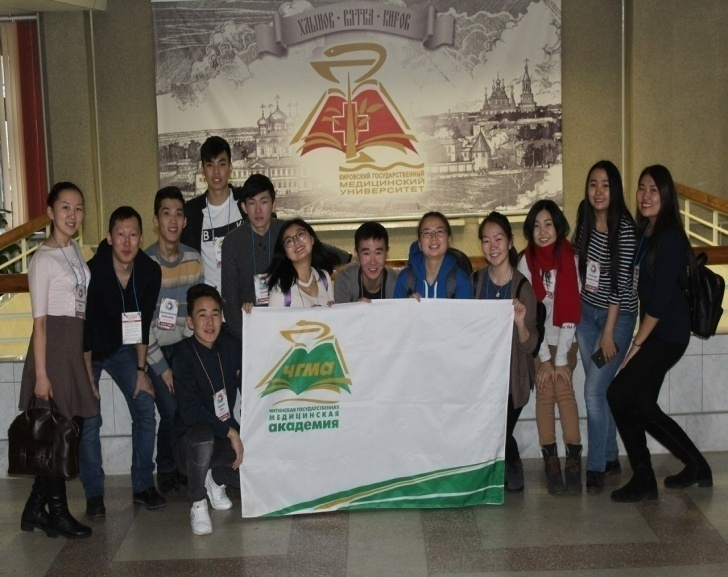 ХЛЫНОВ • ВЯТКА • КИРОВ
КИРОВСКИЙ ГОСУДАРСТВЕННЫЙ
МЕДИЦИНСКИЙ
УНИВЕРСИТЕТ
ЧГМА
ЧИТИНСКАЯ ГОСУДАРСТВЕННАЯ
МЕДИЦИНСКАЯ
академия